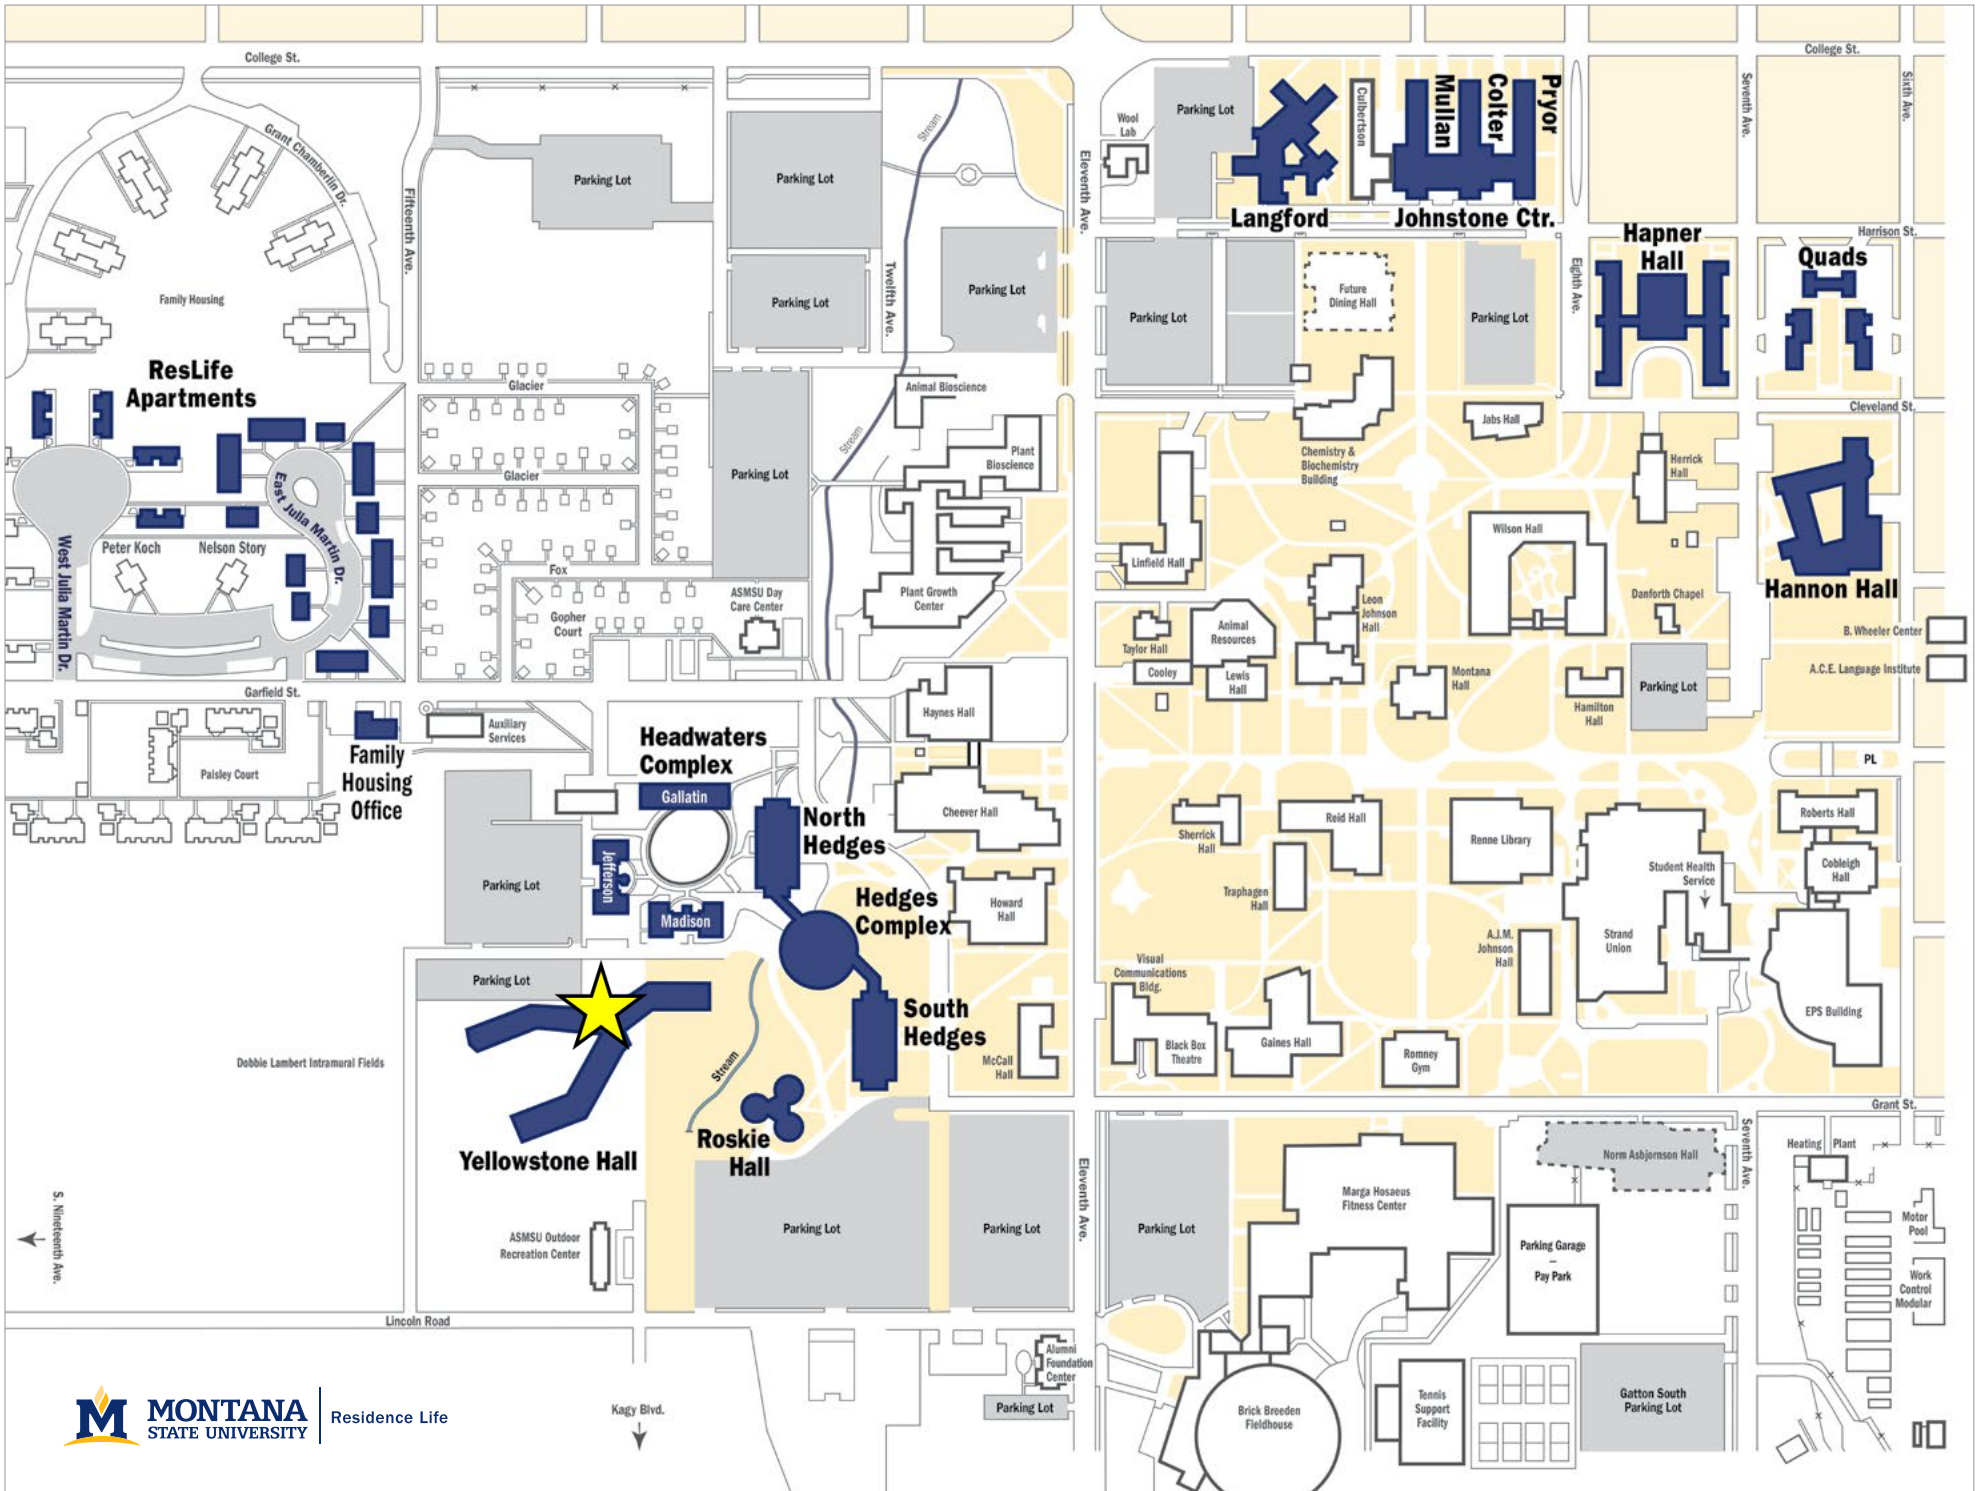 College St.
College St.
Grant Chamberlin Dr.
Fifteenth Ave.
Parking Lot
Parking Lot
Stream
Eleventh Ave.
Wool
Lab
Parking Lot
Culbertson
Mullan
Colter
Pryor
Seventh Ave.
Sixth Ave.
Langford
Johnstone Ctr.
Hapner
Hall
Harrison St.
Quads
Family Housing
Parking Lot
Twelfth Ave.
Parking Lot
Parking Lot
Future
Dining Hall
Parking Lot
Eighth Ave.
ResLife
Apartments
Glacier
Animal Bioscience
Stream
Jabs Hall
Cleveland St.
Plant
Bioscience
Chemistry &
Biochemistry
Building
Herrick
Hall
Glacier
Parking Lot
East Julia Martin Dr.
West Julia Martin Dr.
Peter Koch
Nelson Story
Fox
Wilson Hall
Linfield Hall
Hannon Hall
ASMSU Day
Care Center
Plant Growth
Center
Gopher
Court
Leon
Johnson
Hall
Danforth Chapel
Animal
Resources
Taylor Hall
B. Wheeler Center
Cooley
Lewis
Hall
Montana
Hall
A.C.E. Language Institute
Parking Lot
Garfield St.
Hamilton
Hall
Haynes Hall
Auxiliary
Services
Headwaters
Complex
Family
Housing
Office
Paisley Court
PL
Gallatin
North
Hedges
Cheever Hall
Sherrick
Hall
Reid Hall
Renne Library
Roberts Hall
Jefferson
Parking Lot
Student Health
Service
Cobleigh
Hall
Traphagen
Hall
Madison
Hedges
Complex
Howard
Hall
A.J.M.
Johnson
Hall
Strand
Union
Visual
Communications
Bldg.
Parking Lot
South
Hedges
EPS Building
Dobbie Lambert Intramural Fields
Stream
McCall
Hall
Black Box
Theatre
Gaines Hall
Romney
Gym
Grant St.
Yellowstone Hall
Roskie
Hall
Eleventh Ave.
Seventh Ave.
Norm Asbjornson Hall
Heating Plant
Marga Hosaeus
Fitness Center
S. Nineteenth Ave.
ASMSU Outdoor
Recreation Center
Parking Lot
Parking Lot
Parking Lot
Parking Garage
–
Pay Park
Motor
Pool
Work
Control
Modular
Lincoln Road
Alumni
Foundation
Center
Parking Lot
Kagy Blvd.
Brick Breeden
Fieldhouse
Tennis
Support
Facility
Gatton South
Parking Lot
M
MONTANA
STATE UNIVERSITY
Residence Life